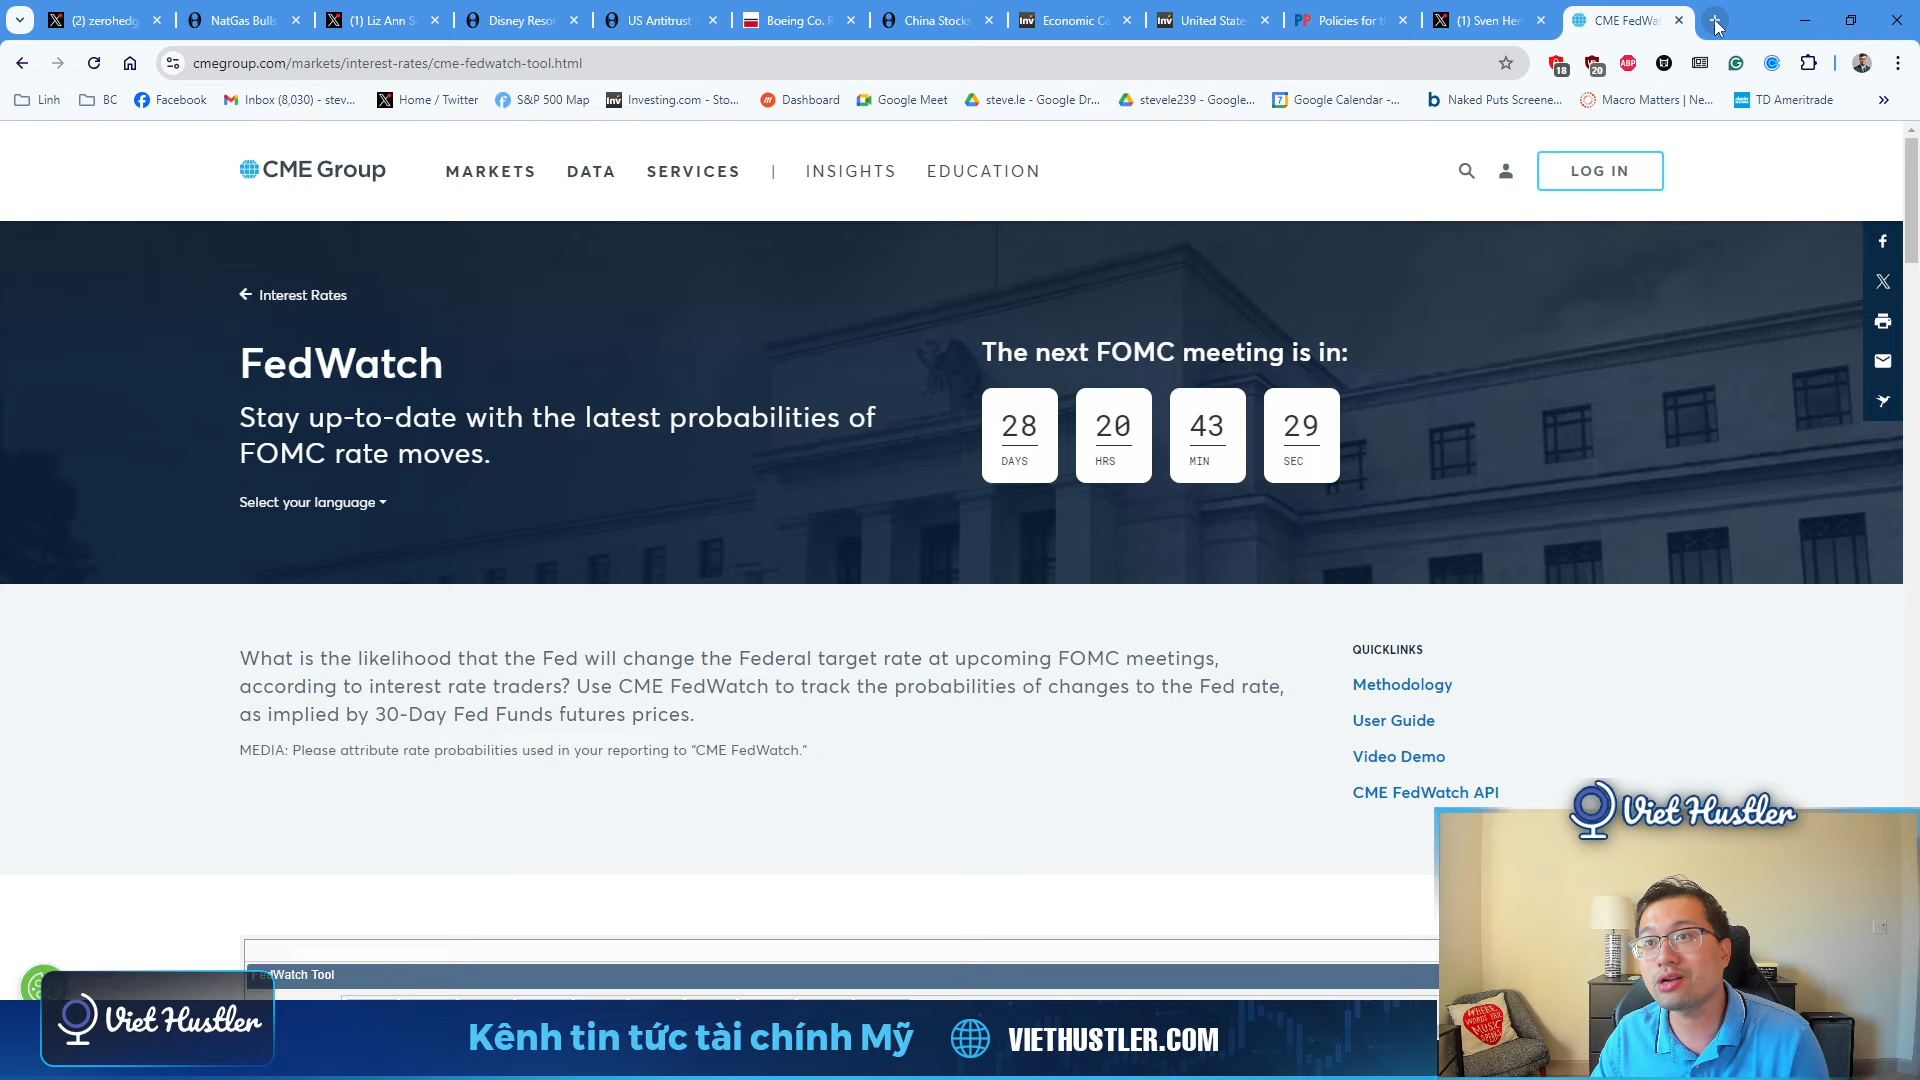 (2) zerohedg
NatGas Bulls
(1) Liz Ann S
Disney Resor
US Antitrust
Boeing Co. R
China Stocks
Economic Ca
United State
Policies for t
(1) Sven Hen
CME FedWat
cmegroup.com/markets/interest-rates/cme-fedwatch-tool.html
18
20
ABP
Linh
BC
Facebook
Inbox (8,030) - stev...
Home / Twitter
S&P 500 Map
Investing.com - Sto...
Dashboard
Google Meet
steve.le - Google Dr...
stevele239 - Google...
Google Calendar -...
Naked Puts Screene...
Macro Matters | Ne...
TD Ameritrade
CME Group
MARKETS
DATA
SERVICES
|
INSIGHTS
EDUCATION
LOG IN
Interest Rates
FedWatch
Stay up-to-date with the latest probabilities of
FOMC rate moves.
Select your language
The next FOMC meeting is in:
28 20 43 29
DAYS HRS MIN SEC
What is the likelihood that the Fed will change the Federal target rate at upcoming FOMC meetings,
according to interest rate traders? Use CME FedWatch to track the probabilities of changes to the Fed rate,
as implied by 30-Day Fed Funds futures prices.
MEDIA: Please attribute rate probabilities used in your reporting to “CME FedWatch.”
QUICKLINKS
Methodology
User Guide
Video Demo
CME FedWatch API
FedWatch Tool
Viet Hustler
Viet Hustler
Kênh tin tức tài chính Mỹ
VIETHUSTLER.COM
WHERE
WORDS FAIL
MUSIC
SPEAKS